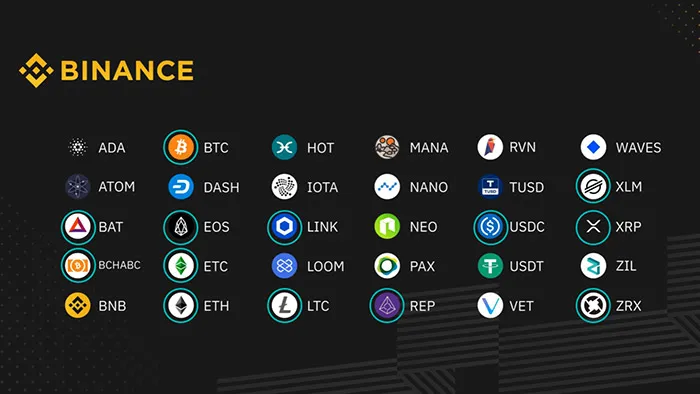 BINANCE
ADA BTC HOT MANA RVN WAVES
ATOM DASH IOTA NANO TUSD XLM
BAT EOS LINK NEO USDC XRP
BCHABC ETC LOOM PAX USDT ZIL
BNB ETH LTC REP VET ZRX